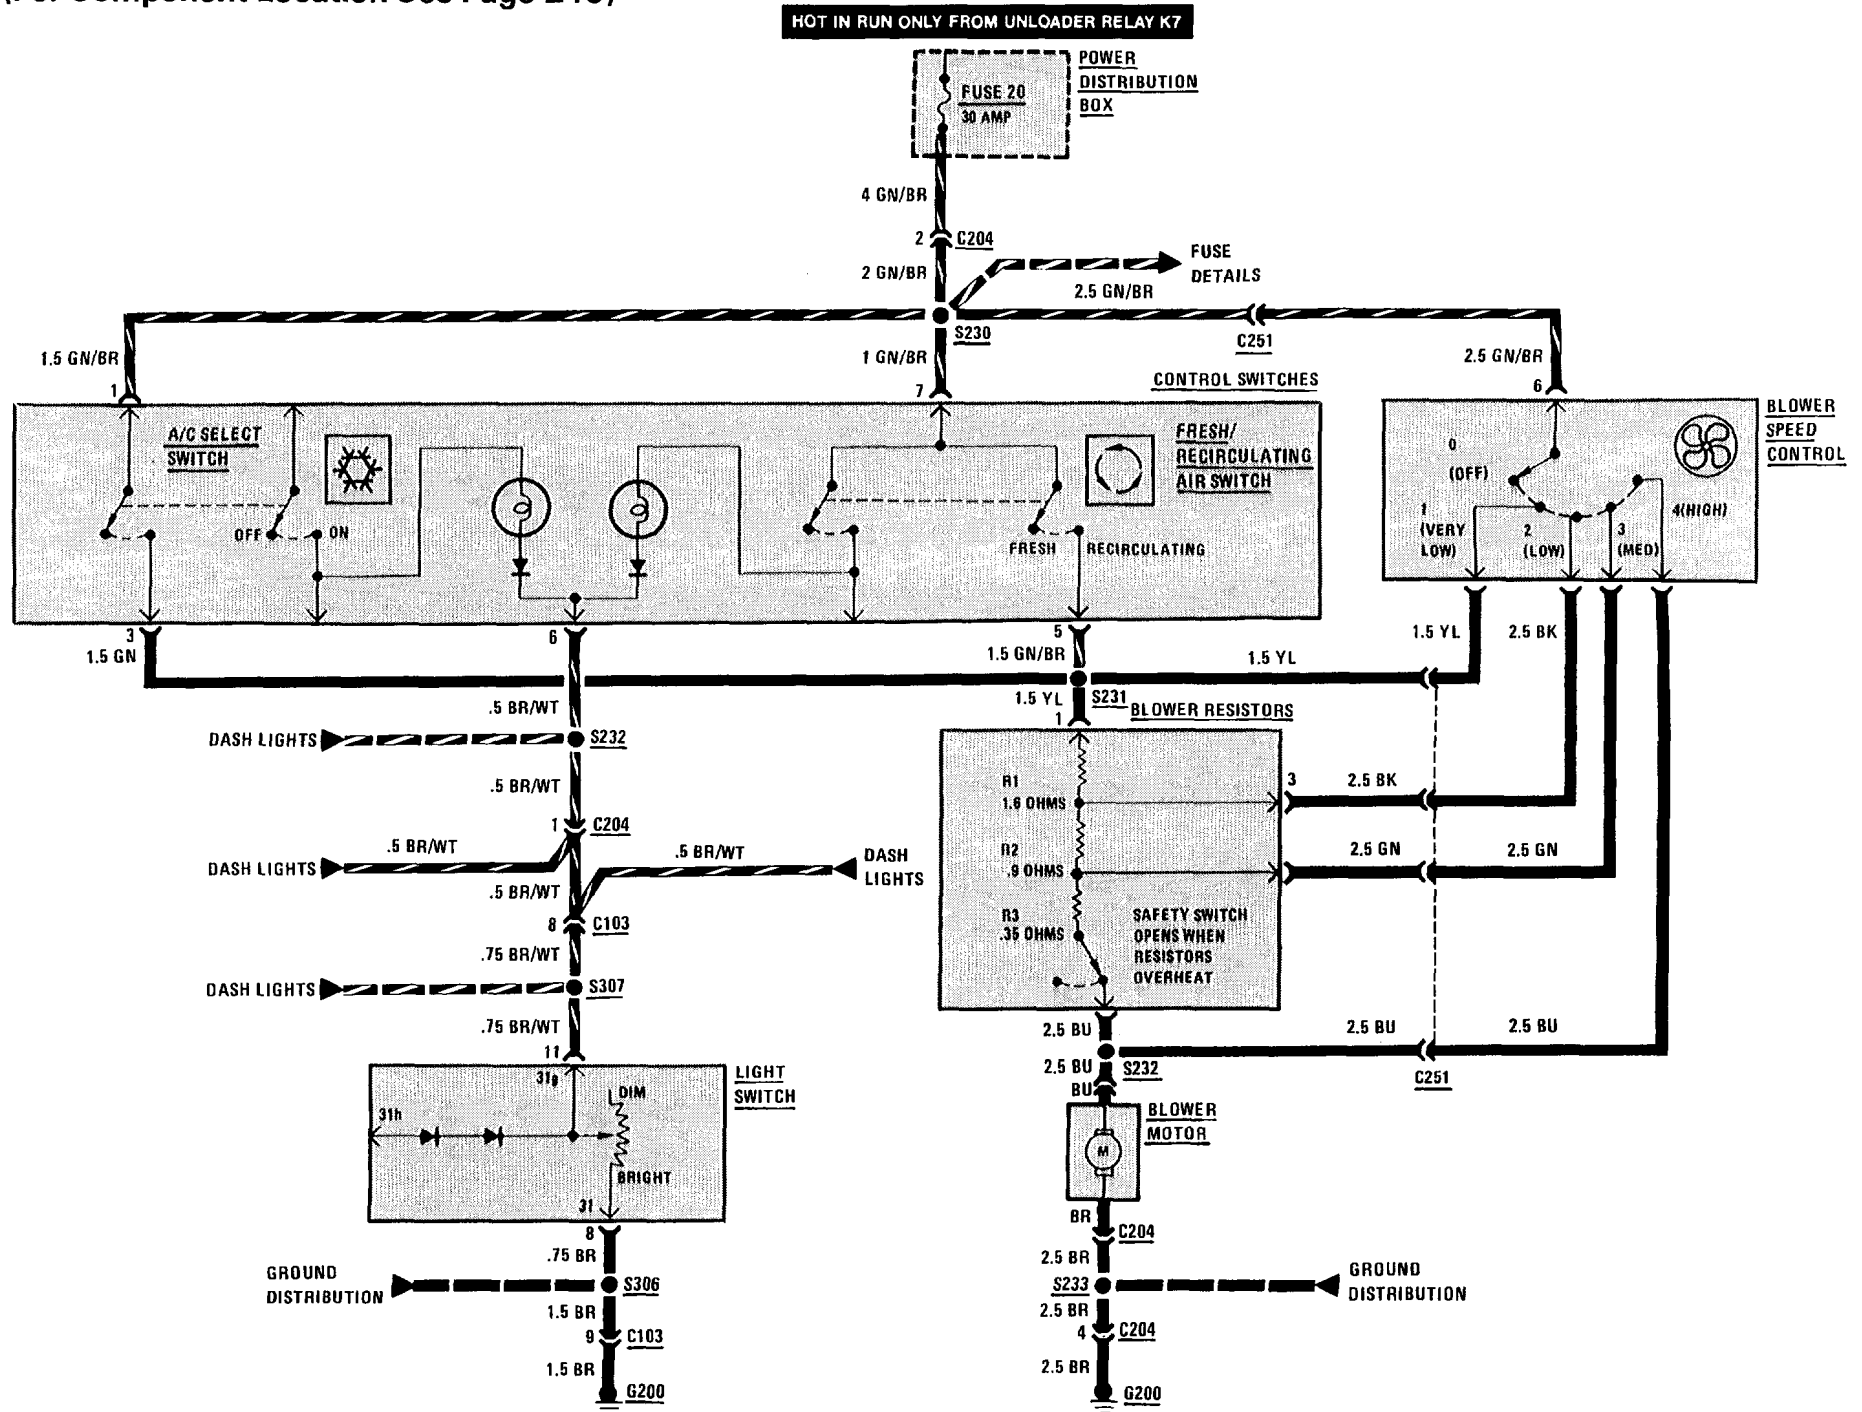 HOT IN RUN ONLY FROM UNLOADER RELAY K7
POWER
DISTRIBUTION
BOX
FUSE 20
30 AMP
4 GN/BR
2 C204
2 GN/BR
FUSE
DETAILS
2.5 GN/BR
S230
C251
1.5 GN/BR
1
1 GN/BR
7
2.5 GN/BR
6
CONTROL SWITCHES
BLOWER
SPEED
CONTROL
A/C SELECT
SWITCH
OFF
ON
FRESH/
RECIRCULATING
AIR SWITCH
FRESH
RECIRCULATING
0
(OFF)
1
(VERY
LOW)
2
(LOW)
3
(MED)
4(HIGH)
3
1.5 GN
6
5
1.5 GN/BR
1.5 YL
1.5 YL
2.5 BK
.5 BR/WT
1.5 YL
S231
1
BLOWER RESISTORS
DASH LIGHTS
S232
.5 BR/WT
R1
1.6 OHMS
3
2.5 BK
1 C204
.5 BR/WT
.5 BR/WT
DASH LIGHTS
DASH
LIGHTS
R2
.9 OHMS
2.5 GN
2.5 GN
.5 BR/WT
8 C103
R3
.35 OHMS
SAFETY SWITCH
OPENS WHEN
RESISTORS
OVERHEAT
.75 BR/WT
DASH LIGHTS
S307
.75 BR/WT
11
2.5 BU
2.5 BU
2.5 BU
S232
2.5 BU
BU
C251
LIGHT
SWITCH
31g
DIM
31h
BRIGHT
31
BLOWER
MOTOR
M
8
.75 BR
BR
C204
2.5 BR
GROUND
DISTRIBUTION
S306
S233
GROUND
DISTRIBUTION
1.5 BR
2.5 BR
9 C103
4 C204
1.5 BR
2.5 BR
G200
G200